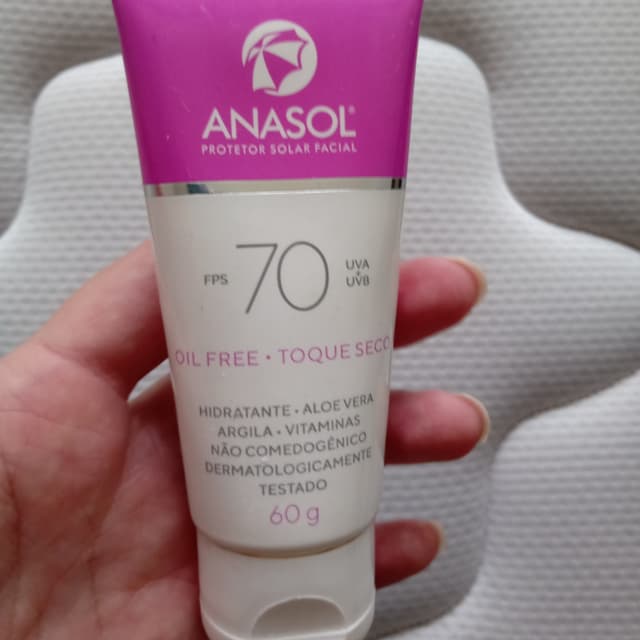 ANASOL®
PROTETOR SOLAR FACIAL
FPS 70 UVA + UVB
OIL FREE • TOQUE SECO
HIDRATANTE • ALOE VERA
ARGILA • VITAMINAS
NÃO COMEDOGÊNICO
DERMATOLOGICAMENTE
TESTADO
60 g